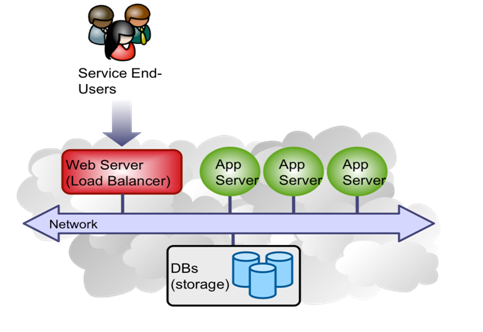 Service End-
Users
Web Server
(Load Balancer)
App
Server
App
Server
App
Server
Network
DBs
(storage)